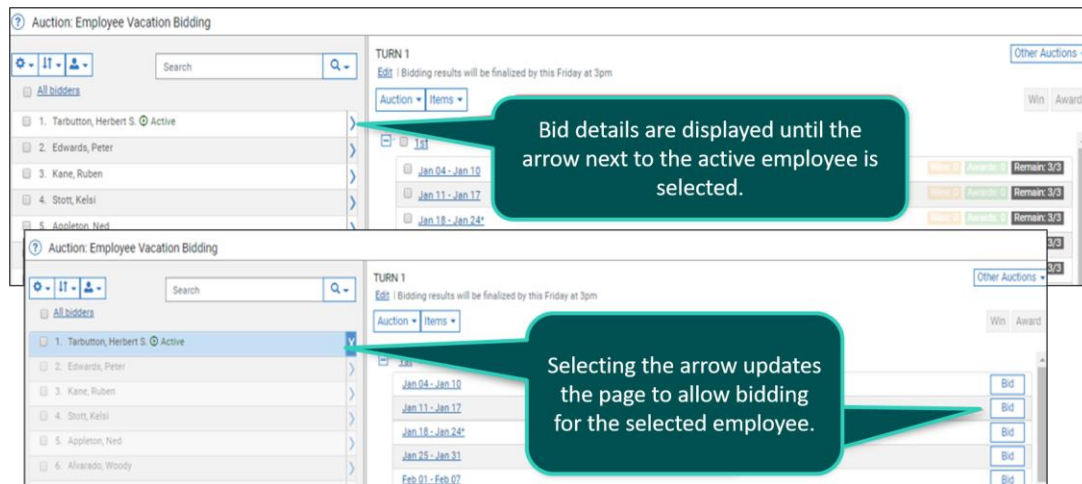 Auction: Employee Vacation Bidding
Search
All bidders
1. Tarbutton, Herbert S. Active
2. Edwards, Peter
3. Kane, Ruben
4. Stott, Kelsi
5. Appleton, Ned
TURN 1
Other Auctions
Edit | Bidding results will be finalized by this Friday at 3pm
Auction Items
Win Award
1st
Jan 04 - Jan 10
Remain: 3/3
Jan 11 - Jan 17
Remain: 3/3
Jan 18 - Jan 24*
Remain: 3/3
3/3
3/3
Bid details are displayed until the
arrow next to the active employee is
selected.
Auction: Employee Vacation Bidding
Search
All bidders
1. Tarbutton, Herbert S. Active
2. Edwards, Peter
3. Kane, Ruben
4. Stott, Kelsi
5. Appleton, Ned
6. Alvarado, Woody
TURN 1
Other Auctions
Edit | Bidding results will be finalized by this Friday at 3pm
Auction Items
Win Award
1st
Jan 04 - Jan 10
Bid
Jan 11 - Jan 17
Bid
Jan 18 - Jan 24*
Bid
Jan 25 - Jan 31
Bid
Feb 01 - Feb 07
Bid
Selecting the arrow updates
the page to allow bidding
for the selected employee.